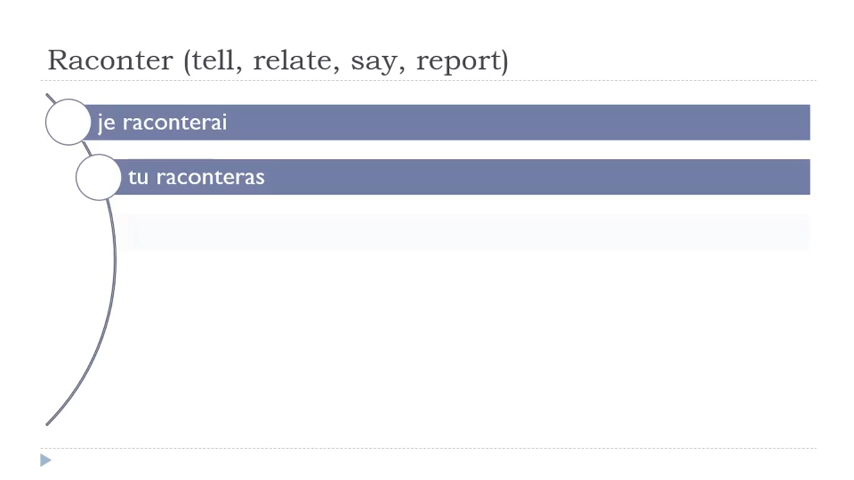 Raconter (tell, relate, say, report)
je raconterai
tu raconteras